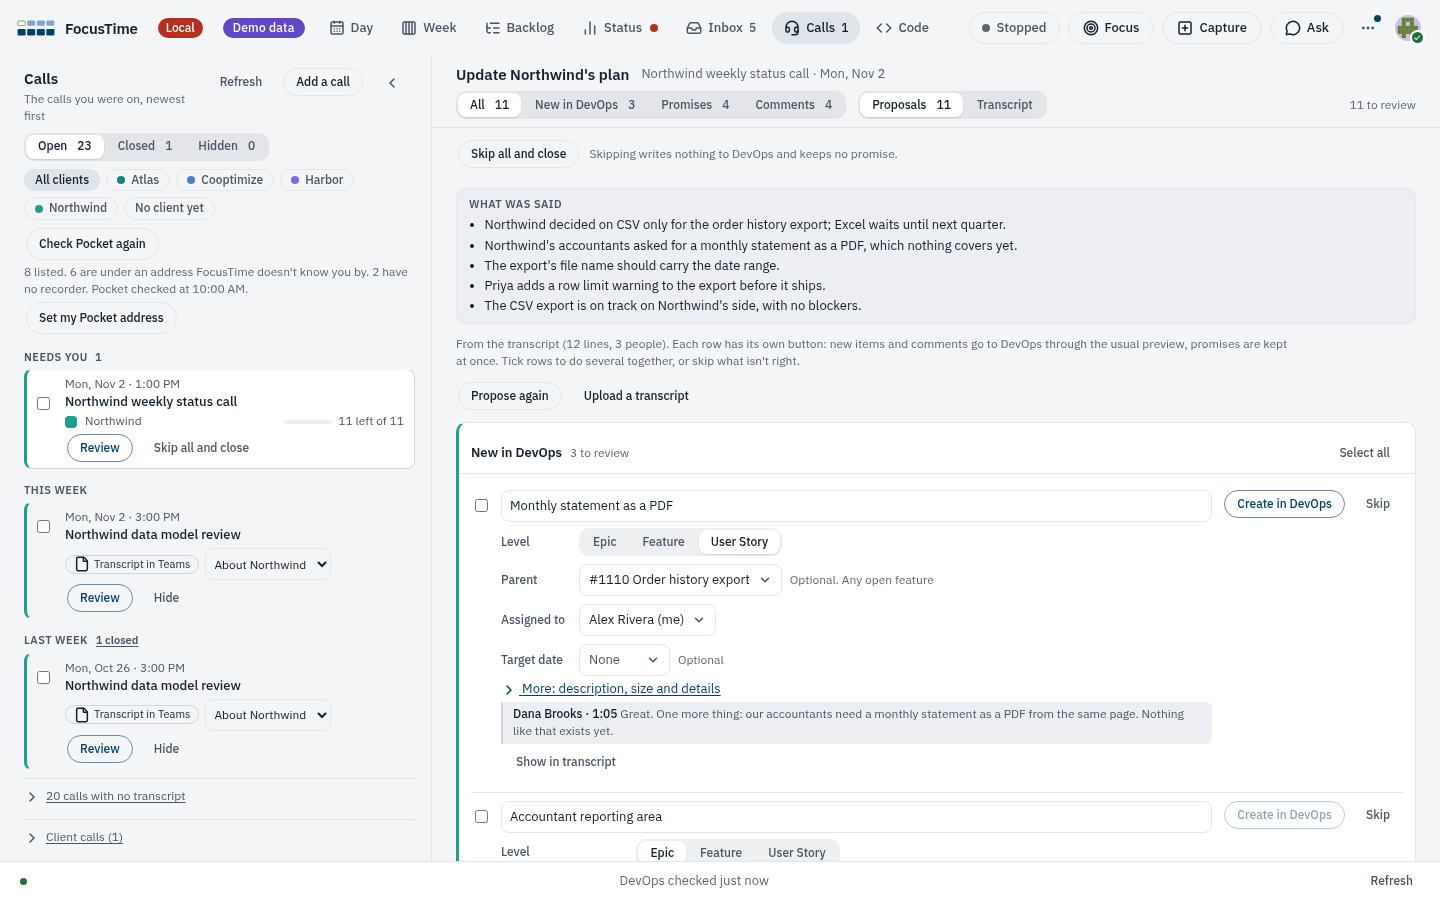 FocusTime Local Demo data Day Week Backlog Status Inbox 5 Calls 1 Code Stopped Focus Capture Ask
Calls Refresh Add a call
The calls you were on, newest
first
Open 23 Closed 1 Hidden 0
All clients Atlas Cooptimize Harbor
Northwind No client yet
Check Pocket again
8 listed. 6 are under an address FocusTime doesn't know you by. 2 have
no recorder. Pocket checked at 10:00 AM.
Set my Pocket address
NEEDS YOU 1
Mon, Nov 2 · 1:00 PM
Northwind weekly status call
Northwind 11 left of 11
Review Skip all and close
THIS WEEK
Mon, Nov 2 · 3:00 PM
Northwind data model review
Transcript in Teams About Northwind
Review Hide
LAST WEEK 1 closed
Mon, Oct 26 · 3:00 PM
Northwind data model review
Transcript in Teams About Northwind
Review Hide
20 calls with no transcript
Client calls (1)
Update Northwind's plan Northwind weekly status call · Mon, Nov 2
All 11 New in DevOps 3 Promises 4 Comments 4 Proposals 11 Transcript 11 to review
Skip all and close Skipping writes nothing to DevOps and keeps no promise.
WHAT WAS SAID
• Northwind decided on CSV only for the order history export; Excel waits until next quarter.
• Northwind's accountants asked for a monthly statement as a PDF, which nothing covers yet.
• The export's file name should carry the date range.
• Priya adds a row limit warning to the export before it ships.
• The CSV export is on track on Northwind's side, with no blockers.
From the transcript (12 lines, 3 people). Each row has its own button: new items and comments go to DevOps through the usual preview, promises are kept
at once. Tick rows to do several together, or skip what isn't right.
Propose again Upload a transcript
New in DevOps 3 to review Select all
Monthly statement as a PDF Create in DevOps Skip
Level Epic Feature User Story
Parent #1110 Order history export Optional. Any open feature
Assigned to Alex Rivera (me)
Target date None Optional
More: description, size and details
Dana Brooks · 1:05 Great. One more thing: our accountants need a monthly statement as a PDF from the same page. Nothing
like that exists yet.
Show in transcript
Accountant reporting area Create in DevOps Skip
Level Epic Feature User Story
DevOps checked just now Refresh